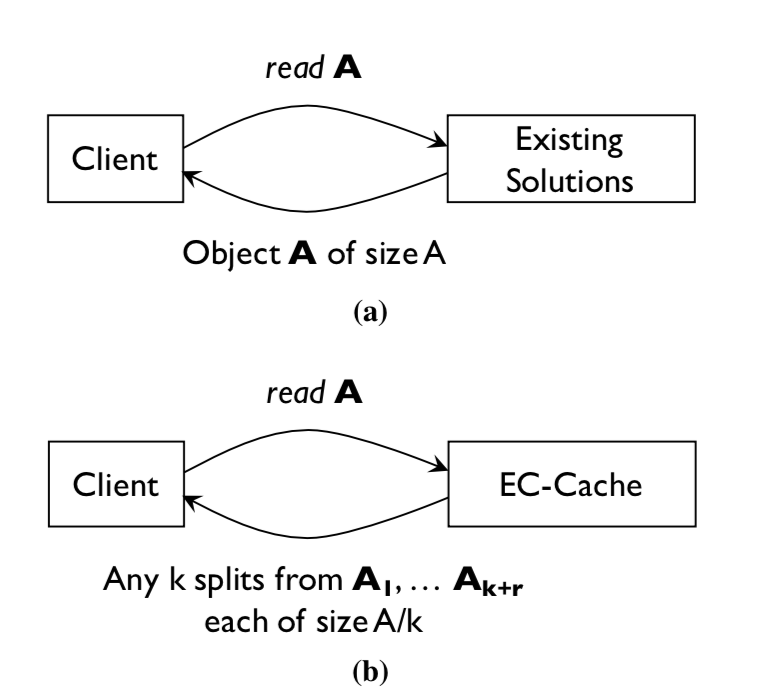 read A
Client
Existing
Solutions
Object A of size A
(a)
read A
Client
EC-Cache
Any k splits from A1, … Ak+r
each of size A/k
(b)